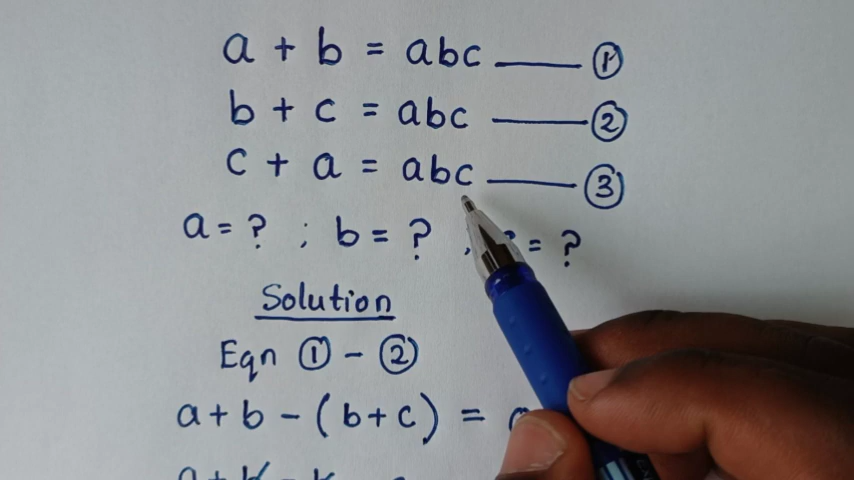 a + b = abc ——— ①
b + c = abc ——— ②
c + a = abc ——— ③
a = ? ; b = ? ; = ?
Solution
Eqn ① - ②
a + b - (b + c) =